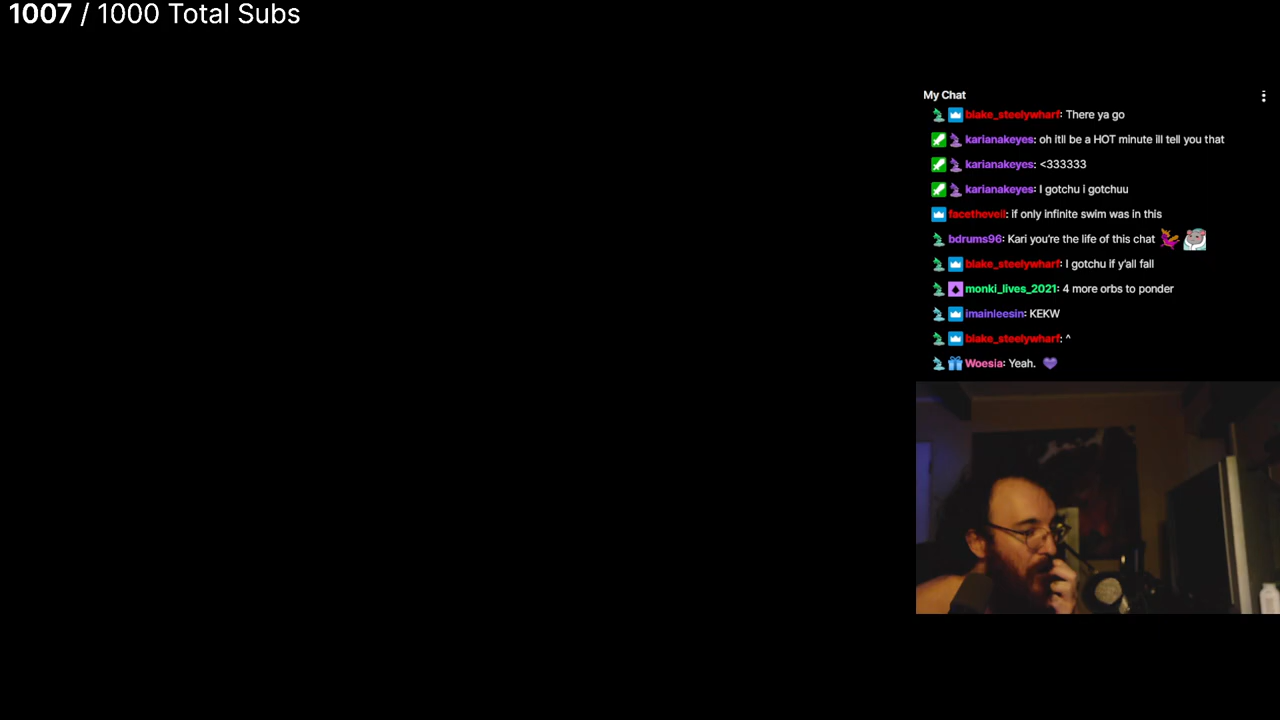 1007 / 1000 Total Subs
My Chat
blake_steelywharf: There ya go
karianakeyes: oh itll be a HOT minute ill tell you that
karianakeyes: <333333
karianakeyes: I gotchu i gotchuu
facetheveil: if only infinite swim was in this
bdrums96: Kari you're the life of this chat
blake_steelywharf: I gotchu if y'all fall
monki_lives_2021: 4 more orbs to ponder
imainleesin: KEKW
blake_steelywharf: ^
Woesia: Yeah.